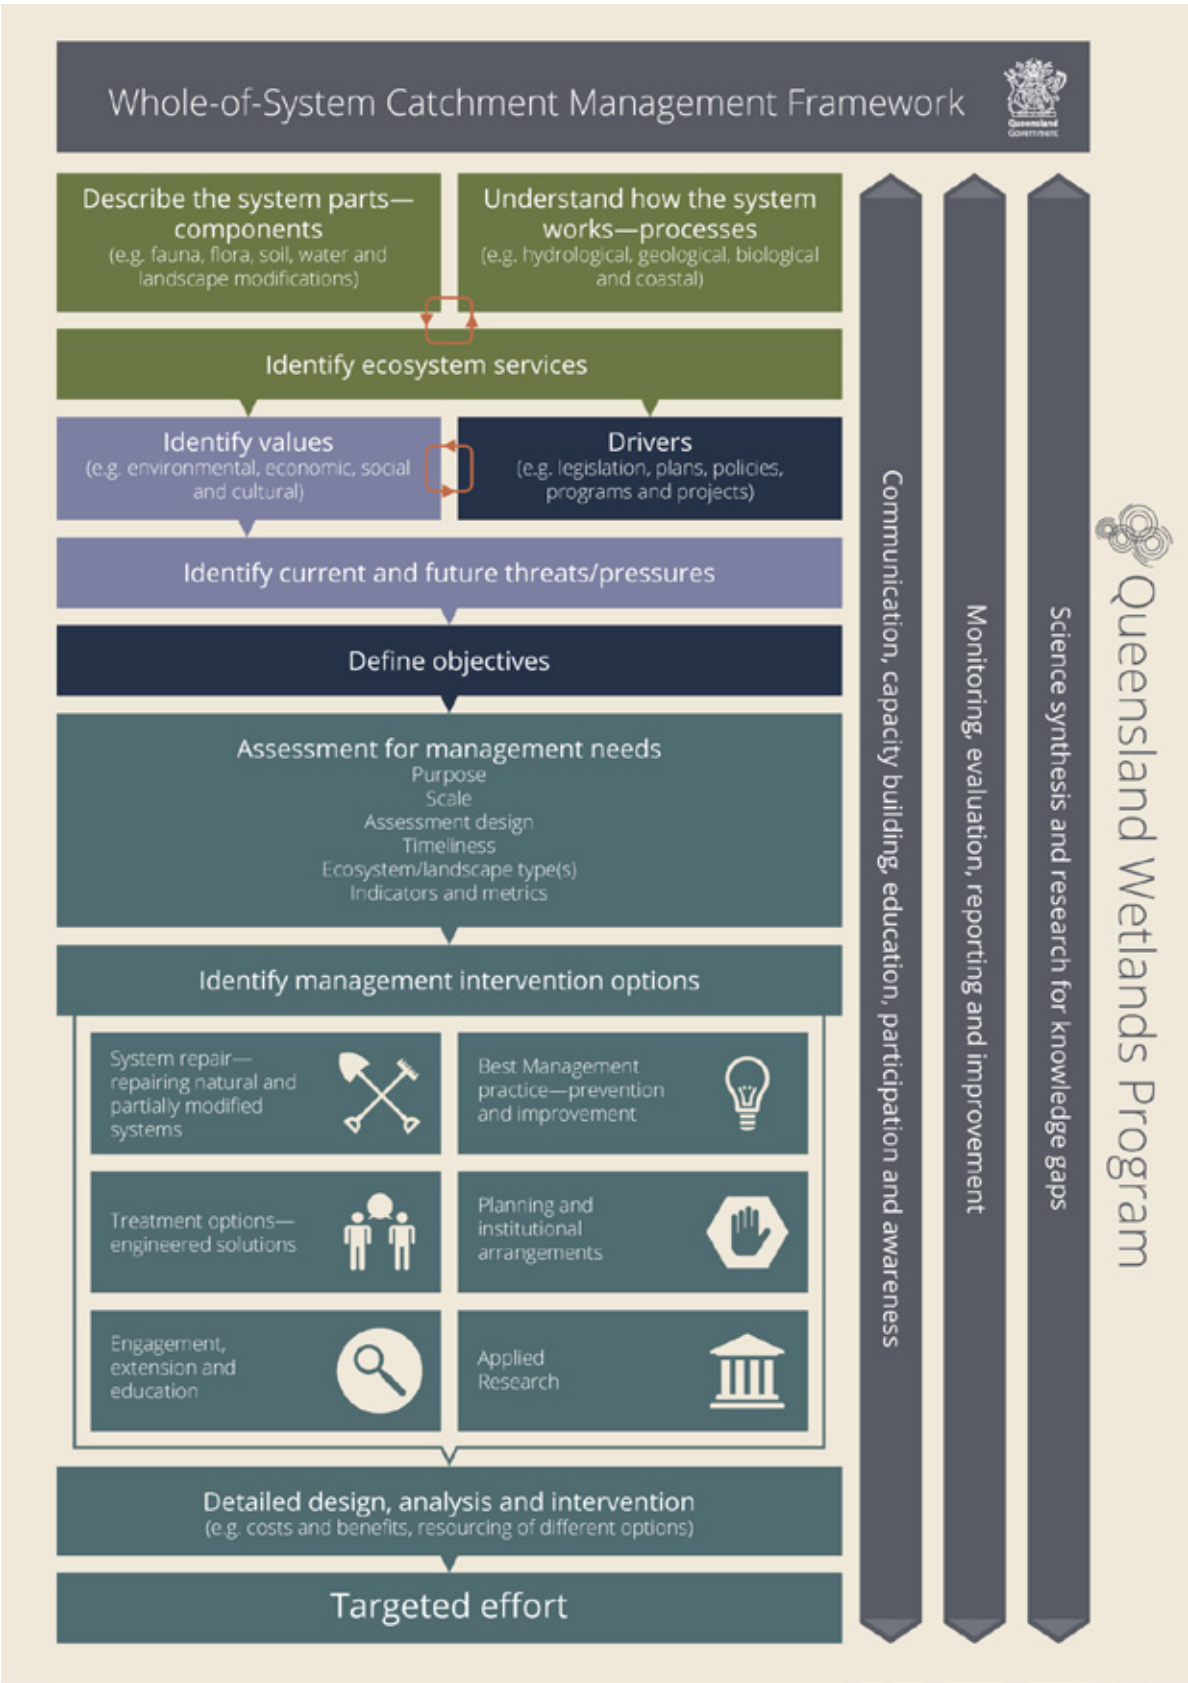 Whole-of-System Catchment Management Framework
Queensland
Government
Describe the system parts—
components
(e.g. fauna, flora, soil, water and
landscape modifications)
Understand how the system
works—processes
(e.g. hydrological, geological, biological
and coastal)
Identify ecosystem services
Identify values
(e.g. environmental, economic, social
and cultural)
Drivers
(e.g. legislation, plans, policies,
programs and projects)
Identify current and future threats/pressures
Define objectives
Assessment for management needs
Purpose
Scale
Assessment design
Timeliness
Ecosystem/landscape type(s)
Indicators and metrics
Identify management intervention options
System repair—
repairing natural and
partially modified
systems
Best Management
practice—prevention
and improvement
Treatment options—
engineered solutions
Planning and
institutional
arrangements
Engagement,
extension and
education
Applied
Research
Detailed design, analysis and intervention
(e.g. costs and benefits, resourcing of different options)
Targeted effort
Communication, capacity building, education, participation and awareness
Monitoring, evaluation, reporting and improvement
Science synthesis and research for knowledge gaps
Queensland Wetlands Program